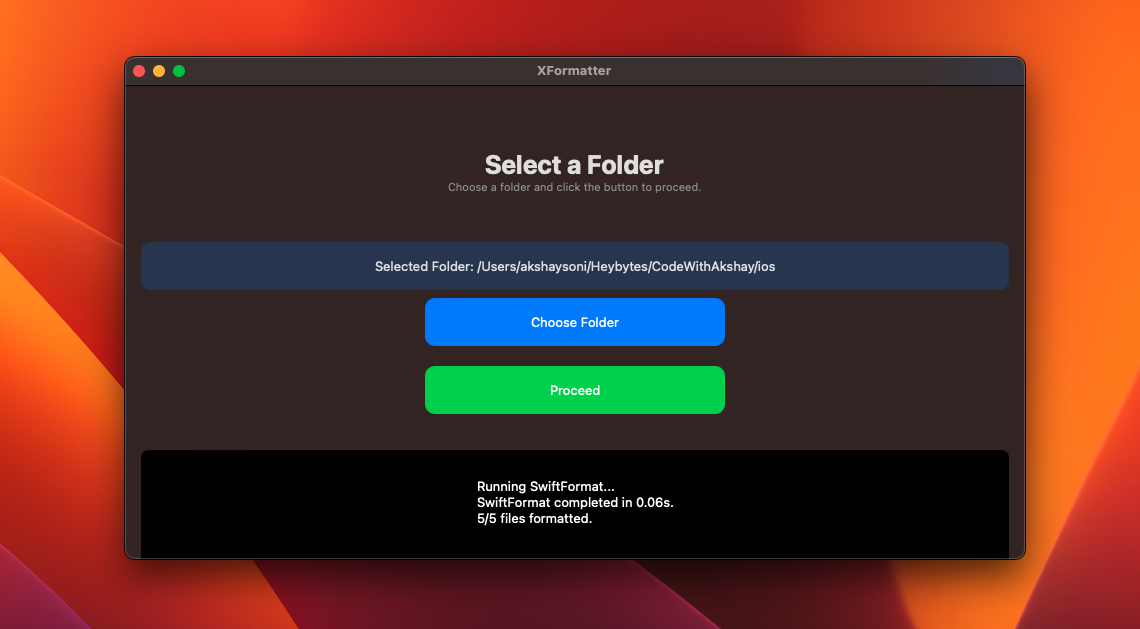 XFormatter
Select a Folder
Choose a folder and click the button to proceed.
Selected Folder: /Users/akshaysoni/Heybytes/CodeWithAkshay/ios
Choose Folder
Proceed
Running SwiftFormat...
SwiftFormat completed in 0.06s.
5/5 files formatted.